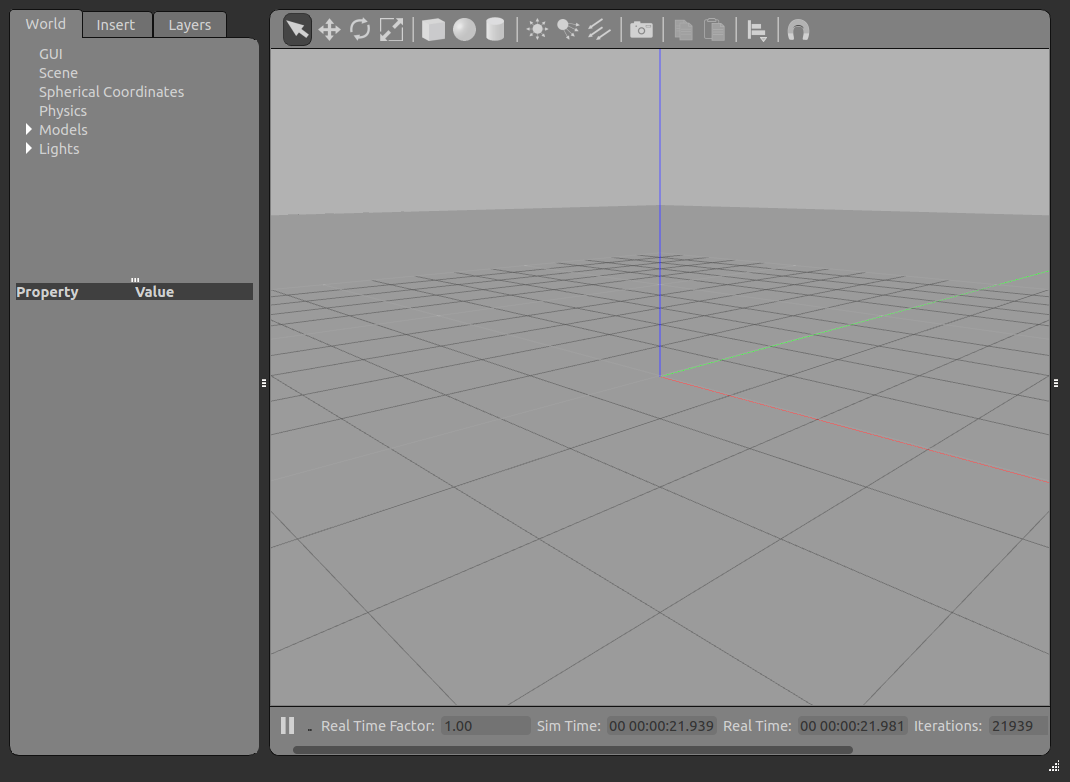 World Insert Layers
GUI
Scene
Spherical Coordinates
Physics
Models
Lights
Property Value
Real Time Factor: 1.00 Sim Time: 00 00:00:21.939 Real Time: 00 00:00:21.981 Iterations: 21939